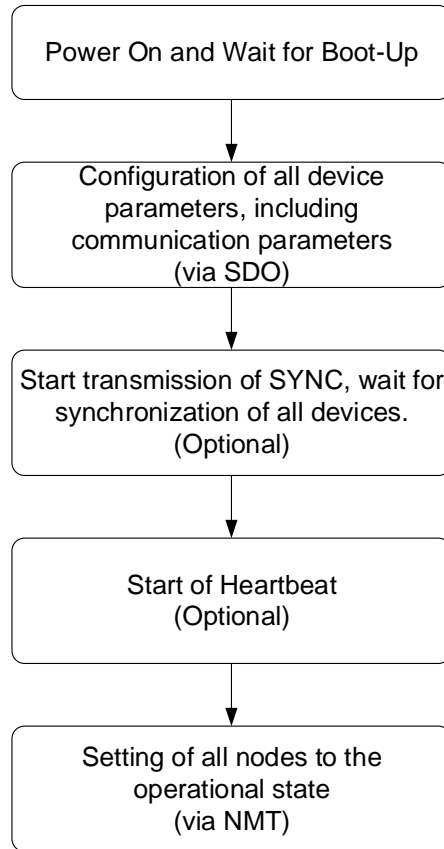 Power On and Wait for Boot-Up
Configuration of all device
parameters, including
communication parameters
(via SDO)
Start transmission of SYNC, wait for
synchronization of all devices.
(Optional)
Start of Heartbeat
(Optional)
Setting of all nodes to the
operational state
(via NMT)